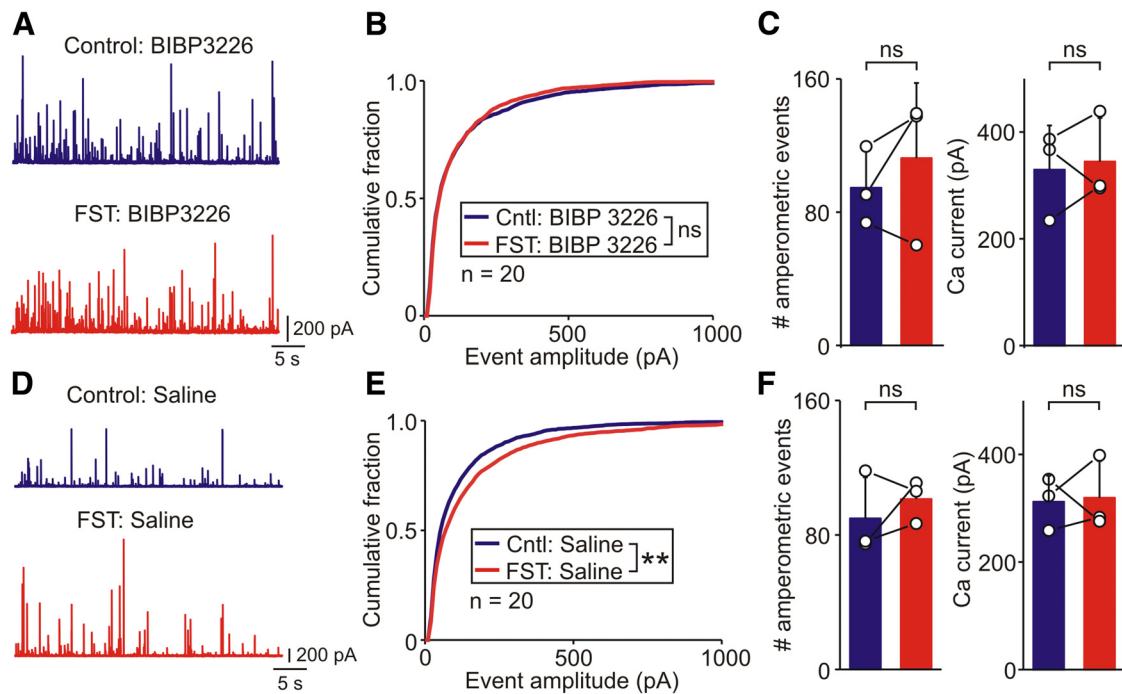 A
Control: BIBP3226
FST: BIBP3226
200 pA
5 s
B
Cumulative fraction
1.0
0.5
0
Cntl: BIBP 3226
FST: BIBP 3226
ns
n = 20
0
500
1000
Event amplitude (pA)
C
ns
# amperometric events
160
80
0
ns
Ca current (pA)
400
200
0
D
Control: Saline
FST: Saline
200 pA
5 s
E
Cumulative fraction
1.0
0.5
0
Cntl: Saline
FST: Saline
**
n = 20
0
500
1000
Event amplitude (pA)
F
ns
# amperometric events
160
80
0
ns
Ca current (pA)
400
200
0